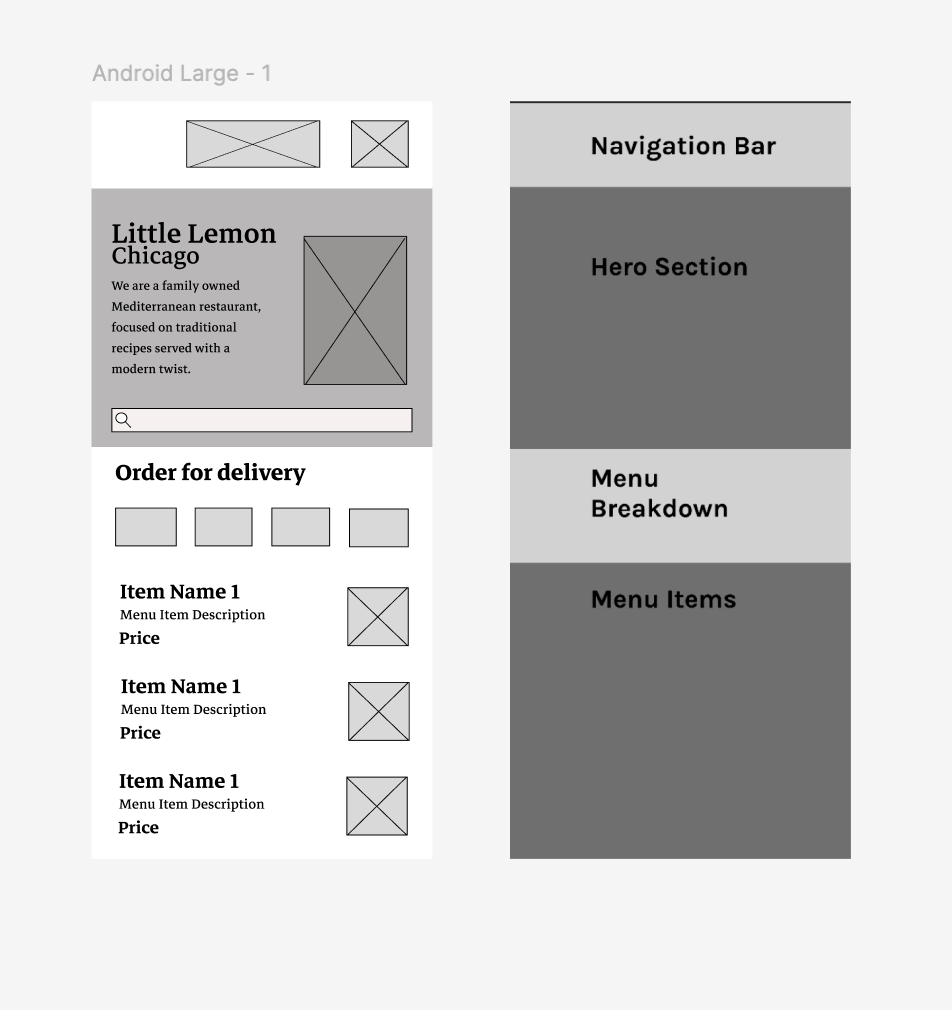 Android Large - 1
Little Lemon
Chicago
We are a family owned
Mediterranean restaurant,
focused on traditional
recipes served with a
modern twist.
Order for delivery
Item Name 1
Menu Item Description
Price
Item Name 1
Menu Item Description
Price
Item Name 1
Menu Item Description
Price
Navigation Bar
Hero Section
Menu
Breakdown
Menu Items